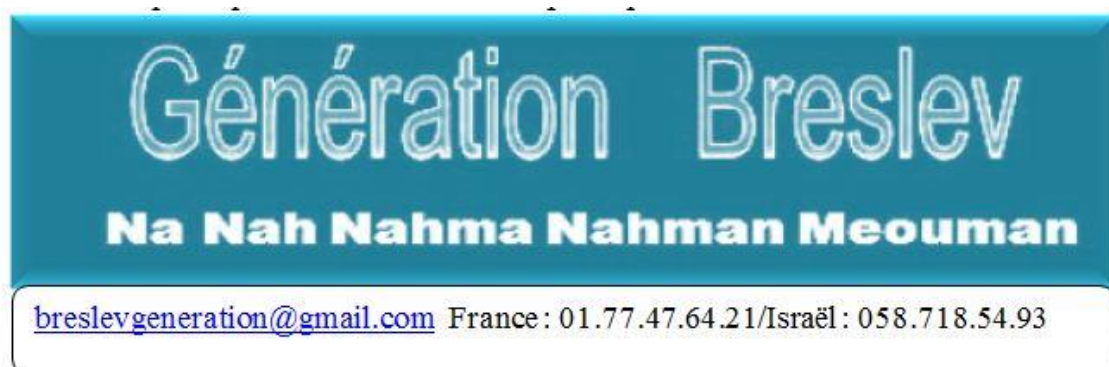 Génération Breslev
Na Nah Nahma Nahman Meouman
breslevgeneration@gmail.com France : 01.77.47.64.21/Israël : 058.718.54.93